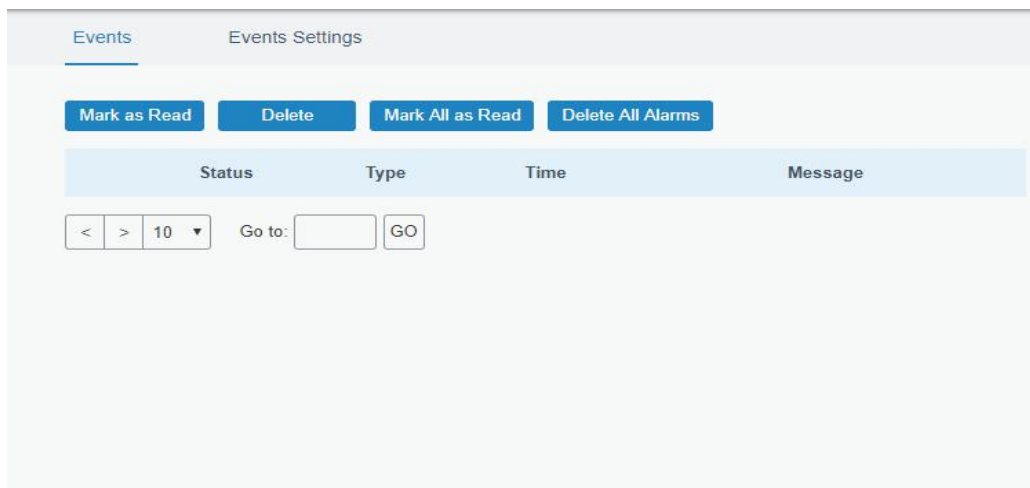 Events Events Settings
Mark as Read Delete Mark All as Read Delete All Alarms
Status Type Time Message
< > 10 ▼ Go to: GO